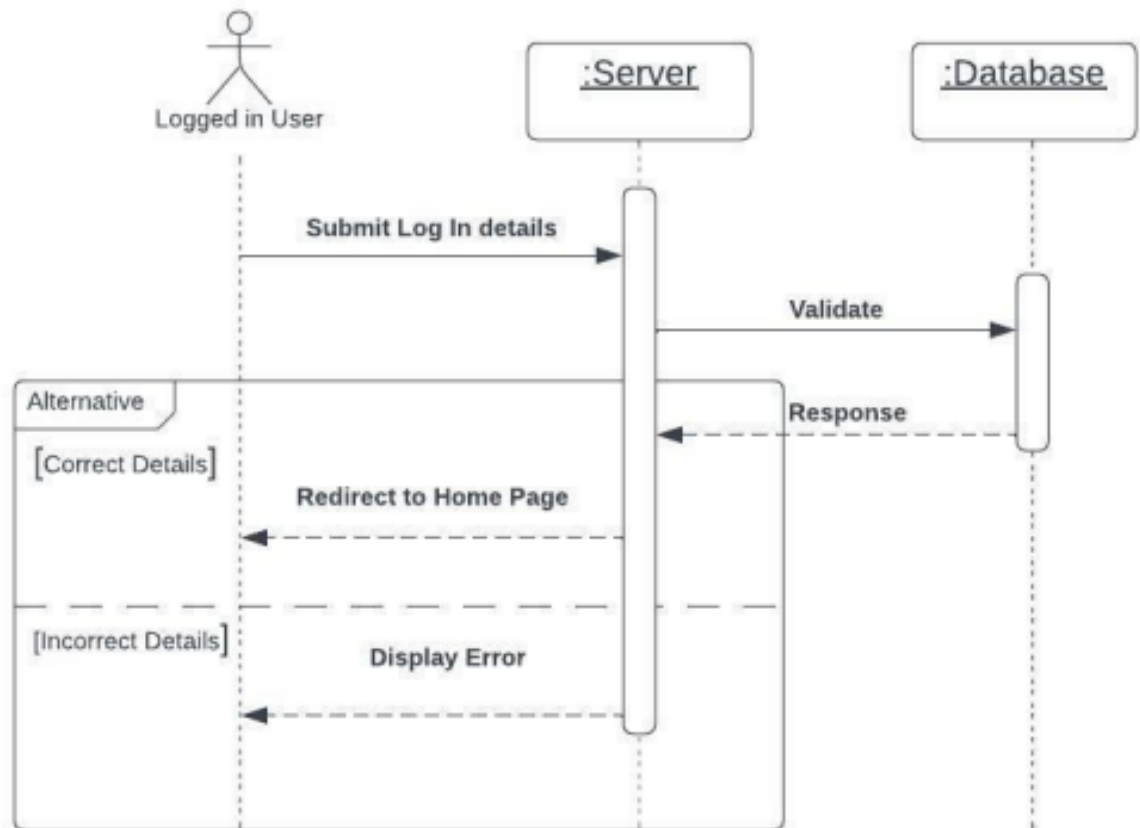 Logged in User
:Server
:Database
Submit Log In details
Validate
Alternative
Response
[Correct Details]
Redirect to Home Page
[Incorrect Details]
Display Error